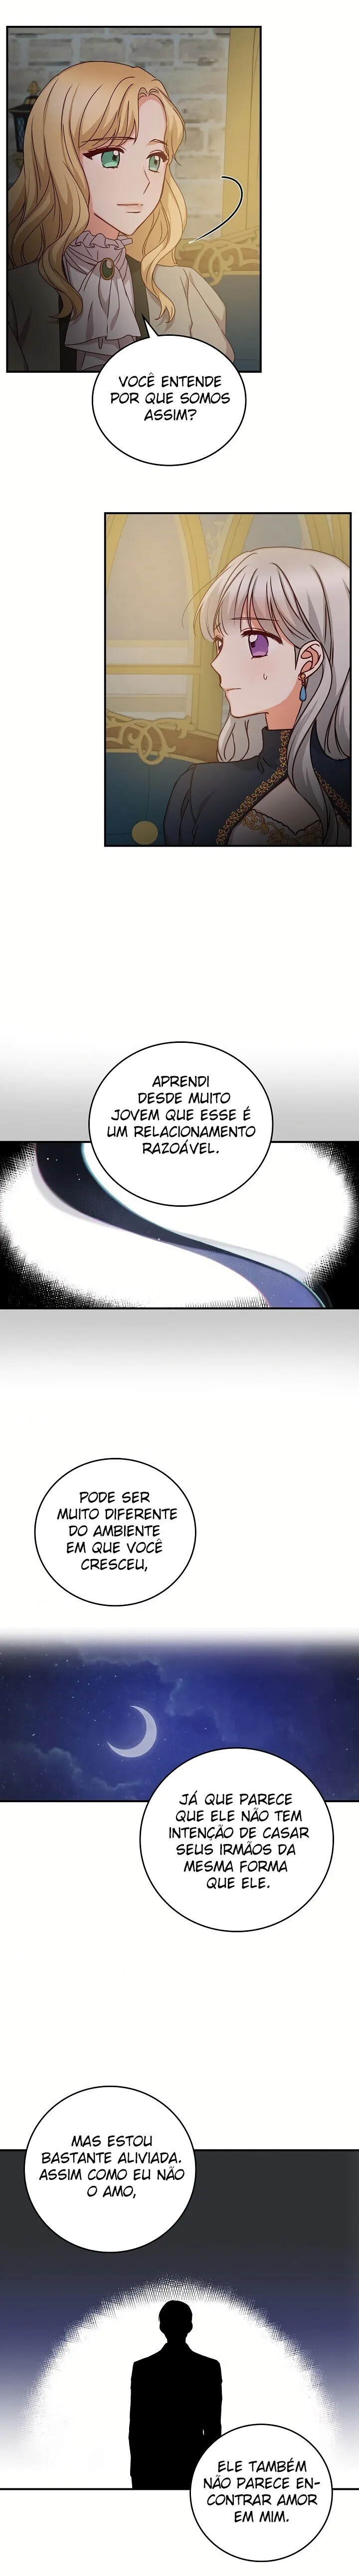 VOCÊ ENTENDE
POR QUE SOMOS
ASSIM?
APRENDI
DESDE MUITO
JOVEM QUE ESSE É
UM RELACIONAMENTO
RAZOÁVEL.
PODE SER
MUITO DIFERENTE
DO AMBIENTE
EM QUE VOCÊ
CRESCEU,
JÁ QUE PARECE
QUE ELE NÃO TEM
INTENÇÃO DE CASAR
SEUS IRMÃOS DA
MESMA FORMA
QUE ELE.
MAS ESTOU
BASTANTE ALIVIADA.
ASSIM COMO EU NÃO
O AMO,
ELE TAMBÉM
NÃO PARECE EN-
CONTRAR AMOR
EM MIM.